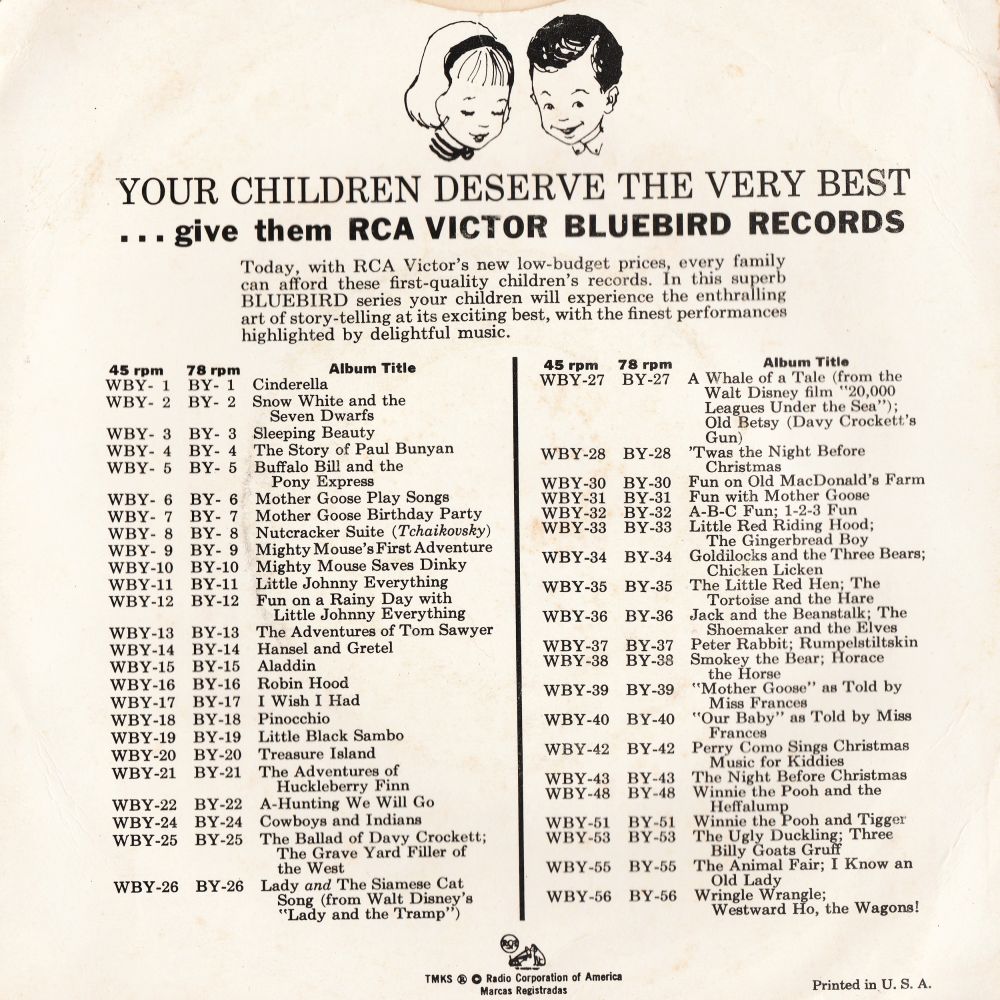 YOUR CHILDREN DESERVE THE VERY BEST
...give them RCA VICTOR BLUEBIRD RECORDS
Today, with RCA Victor's new low-budget prices, every family
can afford these first-quality children's records. In this superb
BLUEBIRD series your children will experience the enthralling
art of story-telling at its exciting best, with the finest performances
highlighted by delightful music.
45 rpm 78 rpm Album Title
WBY- 1 BY- 1 Cinderella
WBY- 2 BY- 2 Snow White and the
Seven Dwarfs
WBY- 3 BY- 3 Sleeping Beauty
WBY- 4 BY- 4 The Story of Paul Bunyan
WBY- 5 BY- 5 Buffalo Bill and the
Pony Express
WBY- 6 BY- 6 Mother Goose Play Songs
WBY- 7 BY- 7 Mother Goose Birthday Party
WBY- 8 BY- 8 Nutcracker Suite (Tchaikovsky)
WBY- 9 BY- 9 Mighty Mouse's First Adventure
WBY-10 BY-10 Mighty Mouse Saves Dinky
WBY-11 BY-11 Little Johnny Everything
WBY-12 BY-12 Fun on a Rainy Day with
Little Johnny Everything
WBY-13 BY-13 The Adventures of Tom Sawyer
WBY-14 BY-14 Hansel and Gretel
WBY-15 BY-15 Aladdin
WBY-16 BY-16 Robin Hood
WBY-17 BY-17 I Wish I Had
WBY-18 BY-18 Pinocchio
WBY-19 BY-19 Little Black Sambo
WBY-20 BY-20 Treasure Island
WBY-21 BY-21 The Adventures of
Huckleberry Finn
WBY-22 BY-22 A-Hunting We Will Go
WBY-24 BY-24 Cowboys and Indians
WBY-25 BY-25 The Ballad of Davy Crockett;
The Grave Yard Filler of
the West
WBY-26 BY-26 Lady and The Siamese Cat
Song (from Walt Disney's
"Lady and the Tramp")
45 rpm 78 rpm Album Title
WBY-27 BY-27 A Whale of a Tale (from the
Walt Disney film "20,000
Leagues Under the Sea");
Old Betsy (Davy Crockett's
Gun)
WBY-28 BY-28 'Twas the Night Before
Christmas
WBY-30 BY-30 Fun on Old MacDonald's Farm
WBY-31 BY-31 Fun with Mother Goose
WBY-32 BY-32 A-B-C Fun; 1-2-3 Fun
WBY-33 BY-33 Little Red Riding Hood;
The Gingerbread Boy
WBY-34 BY-34 Goldilocks and the Three Bears;
Chicken Licken
WBY-35 BY-35 The Little Red Hen; The
Tortoise and the Hare
WBY-36 BY-36 Jack and the Beanstalk; The
Shoemaker and the Elves
WBY-37 BY-37 Peter Rabbit; Rumpelstiltskin
WBY-38 BY-38 Smokey the Bear; Horace
the Horse
WBY-39 BY-39 "Mother Goose" as Told by
Miss Frances
WBY-40 BY-40 "Our Baby" as Told by Miss
Frances
WBY-42 BY-42 Perry Como Sings Christmas
Music for Kiddies
WBY-43 BY-43 The Night Before Christmas
WBY-48 BY-48 Winnie the Pooh and the
Heffalump
WBY-51 BY-51 Winnie the Pooh and Tigger
WBY-53 BY-53 The Ugly Duckling; Three
Billy Goats Gruff
WBY-55 BY-55 The Animal Fair; I Know an
Old Lady
WBY-56 BY-56 Wringle Wrangle;
Westward Ho, the Wagons!
RCA
TMKS ® © Radio Corporation of America
Marcas Registradas
Printed in U. S. A.